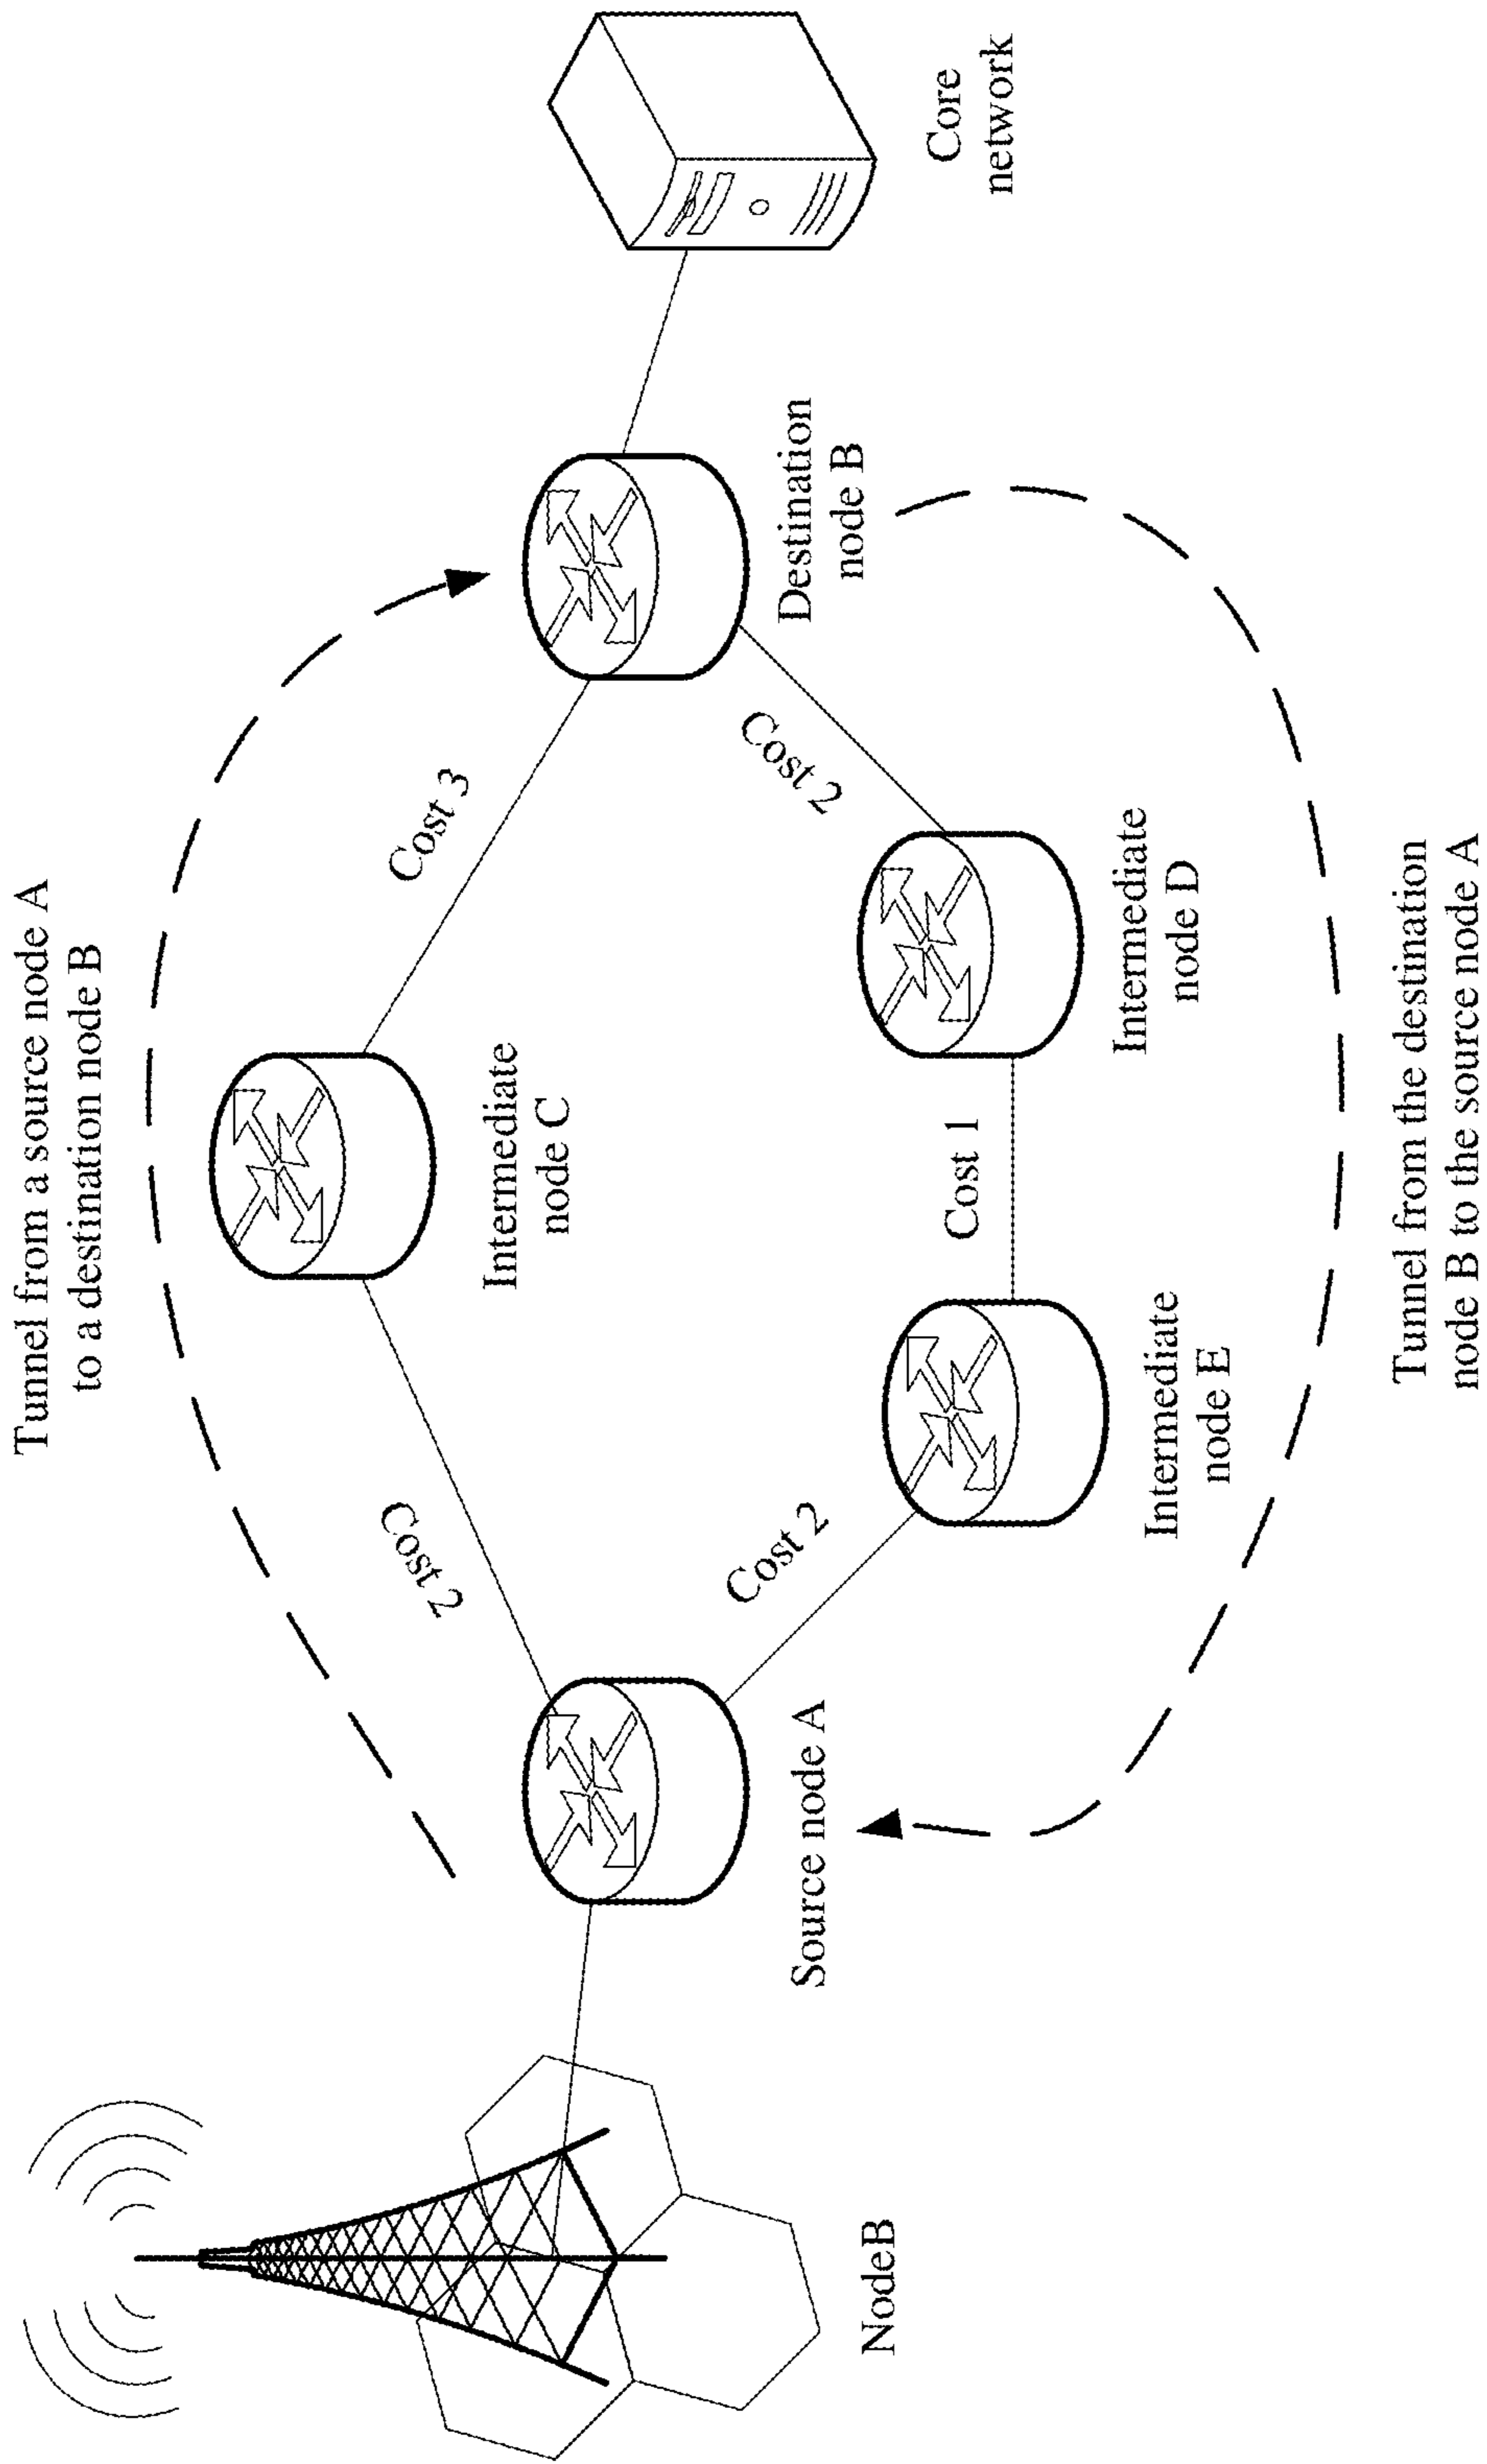 Tunnel from a source node A
to a destination node B
Cost 2
Cost 3
Intermediate
node C
NodeB
Source node A
Destination
node B
Core
network
Cost 2
Cost 1
Cost 2
Intermediate
node E
Intermediate
node D
Tunnel from the destination
node B to the source node A